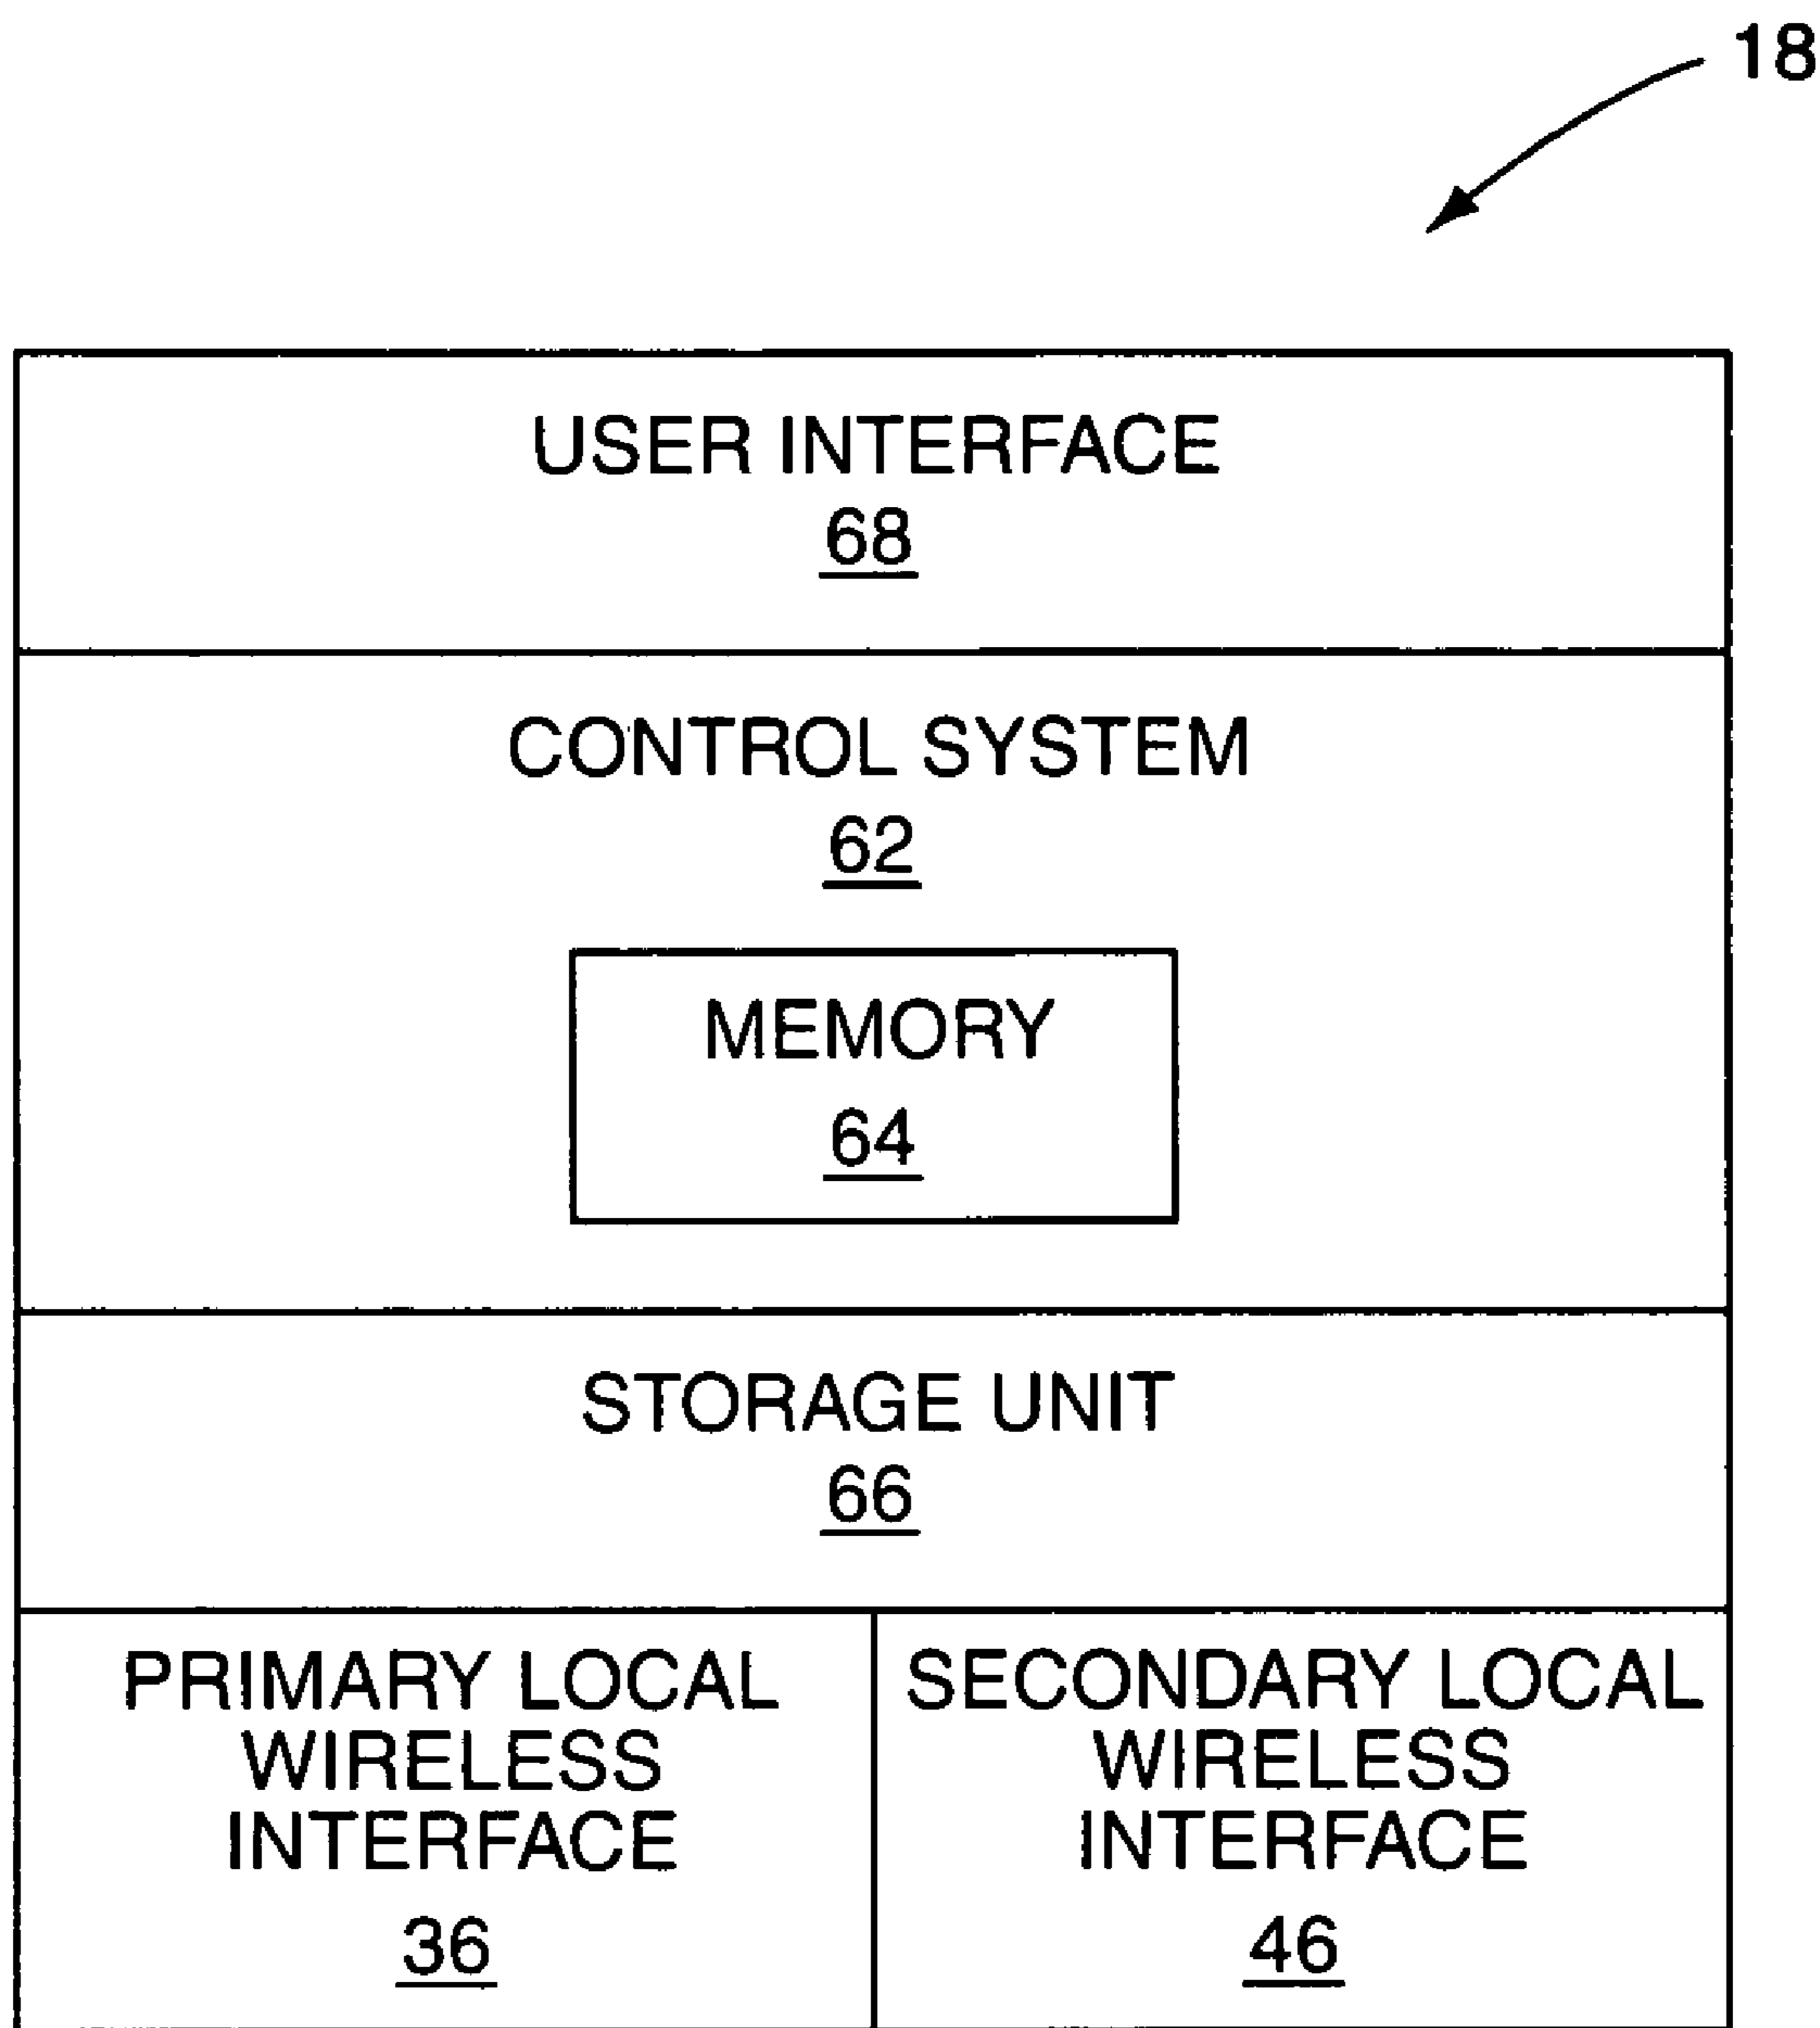 18
USER INTERFACE
68
CONTROL SYSTEM
62
MEMORY
64
STORAGE UNIT
66
PRIMARY LOCAL
WIRELESS
INTERFACE
36
SECONDARY LOCAL
WIRELESS
INTERFACE
46